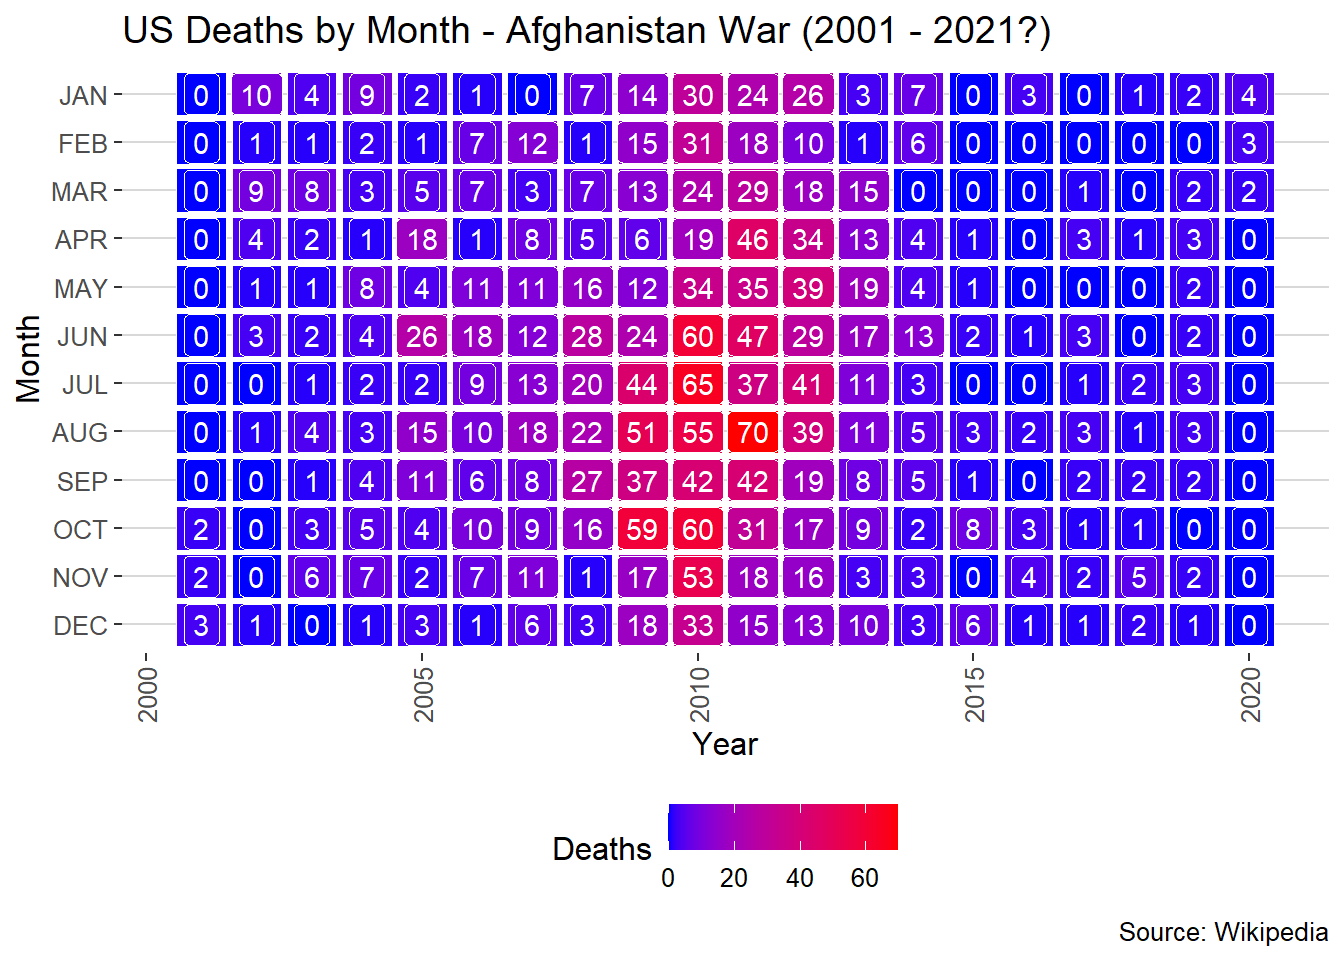 US Deaths by Month - Afghanistan War (2001 - 2021?)
JAN 0 10 4 9 2 1 0 7 14 30 24 26 3 7 0 3 0 1 2 4
FEB 0 1 1 2 1 7 12 1 15 31 18 10 1 6 0 0 0 0 0 3
MAR 0 9 8 3 5 7 3 7 13 24 29 18 15 0 0 0 1 0 2 2
APR 0 4 2 1 18 1 8 5 6 19 46 34 13 4 1 0 3 1 3 0
MAY 0 1 1 8 4 11 11 16 12 34 35 39 19 4 1 0 0 0 2 0
JUN 0 3 2 4 26 18 12 28 24 60 47 29 17 13 2 1 3 0 2 0
JUL 0 0 1 2 2 9 13 20 44 65 37 41 11 3 0 0 1 2 3 0
AUG 0 1 4 3 15 10 18 22 51 55 70 39 11 5 3 2 3 1 3 0
SEP 0 0 1 4 11 6 8 27 37 42 42 19 8 5 1 0 2 2 2 0
OCT 2 0 3 5 4 10 9 16 59 60 31 17 9 2 8 3 1 1 0 0
NOV 2 0 6 7 2 7 11 1 17 53 18 16 3 3 0 4 2 5 2 0
DEC 3 1 0 1 3 1 6 3 18 33 15 13 10 3 6 1 1 2 1 0
Month
2000 2005 2010 2015 2020
Year
Deaths
0 20 40 60
Source: Wikipedia